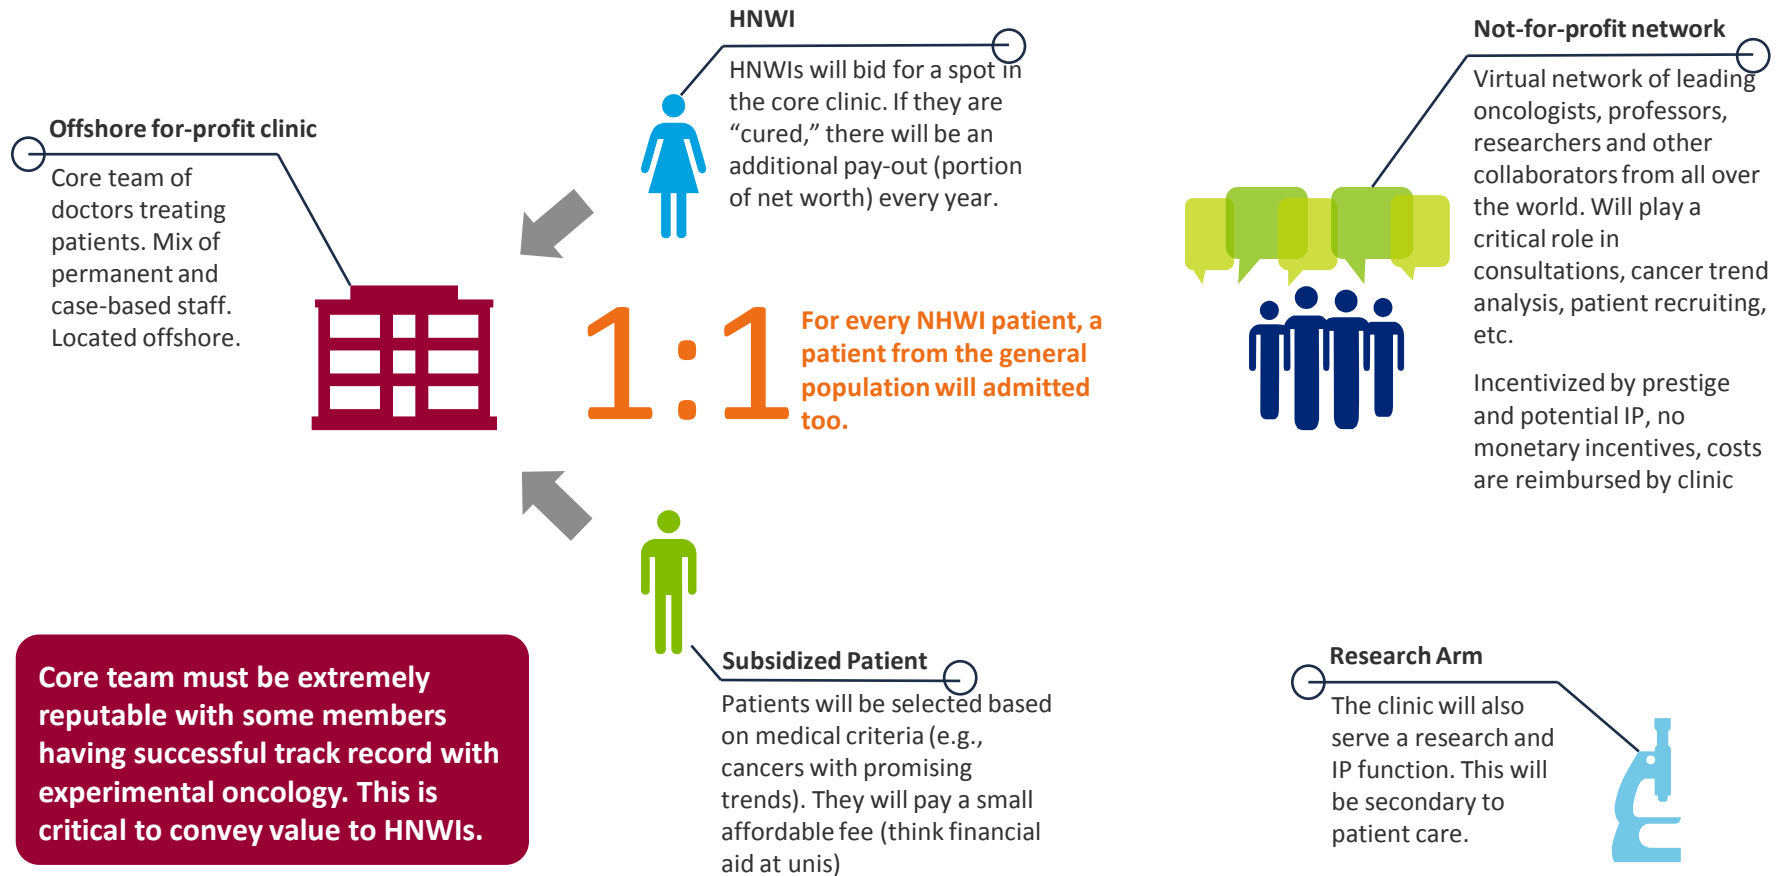 Offshore for-profit clinic
Core team of
doctors treating
patients. Mix of
permanent and
case-based staff.
Located offshore.
HNWI
HNWIs will bid for a spot in
the core clinic. If they are
“cured,” there will be an
additional pay-out (portion
of net worth) every year.
1:1
For every NHWI patient, a
patient from the general
population will admitted
too.
Subsidized Patient
Patients will be selected based
on medical criteria (e.g.,
cancers with promising
trends). They will pay a small
affordable fee (think financial
aid at unis)
Core team must be extremely
reputable with some members
having successful track record with
experimental oncology. This is
critical to convey value to HNWIs.
Not-for-profit network
Virtual network of leading
oncologists, professors,
researchers and other
collaborators from all over
the world. Will play a
critical role in
consultations, cancer trend
analysis, patient recruiting,
etc.
Incentivized by prestige
and potential IP, no
monetary incentives, costs
are reimbursed by clinic
Research Arm
The clinic will also
serve a research and
IP function. This will
be secondary to
patient care.